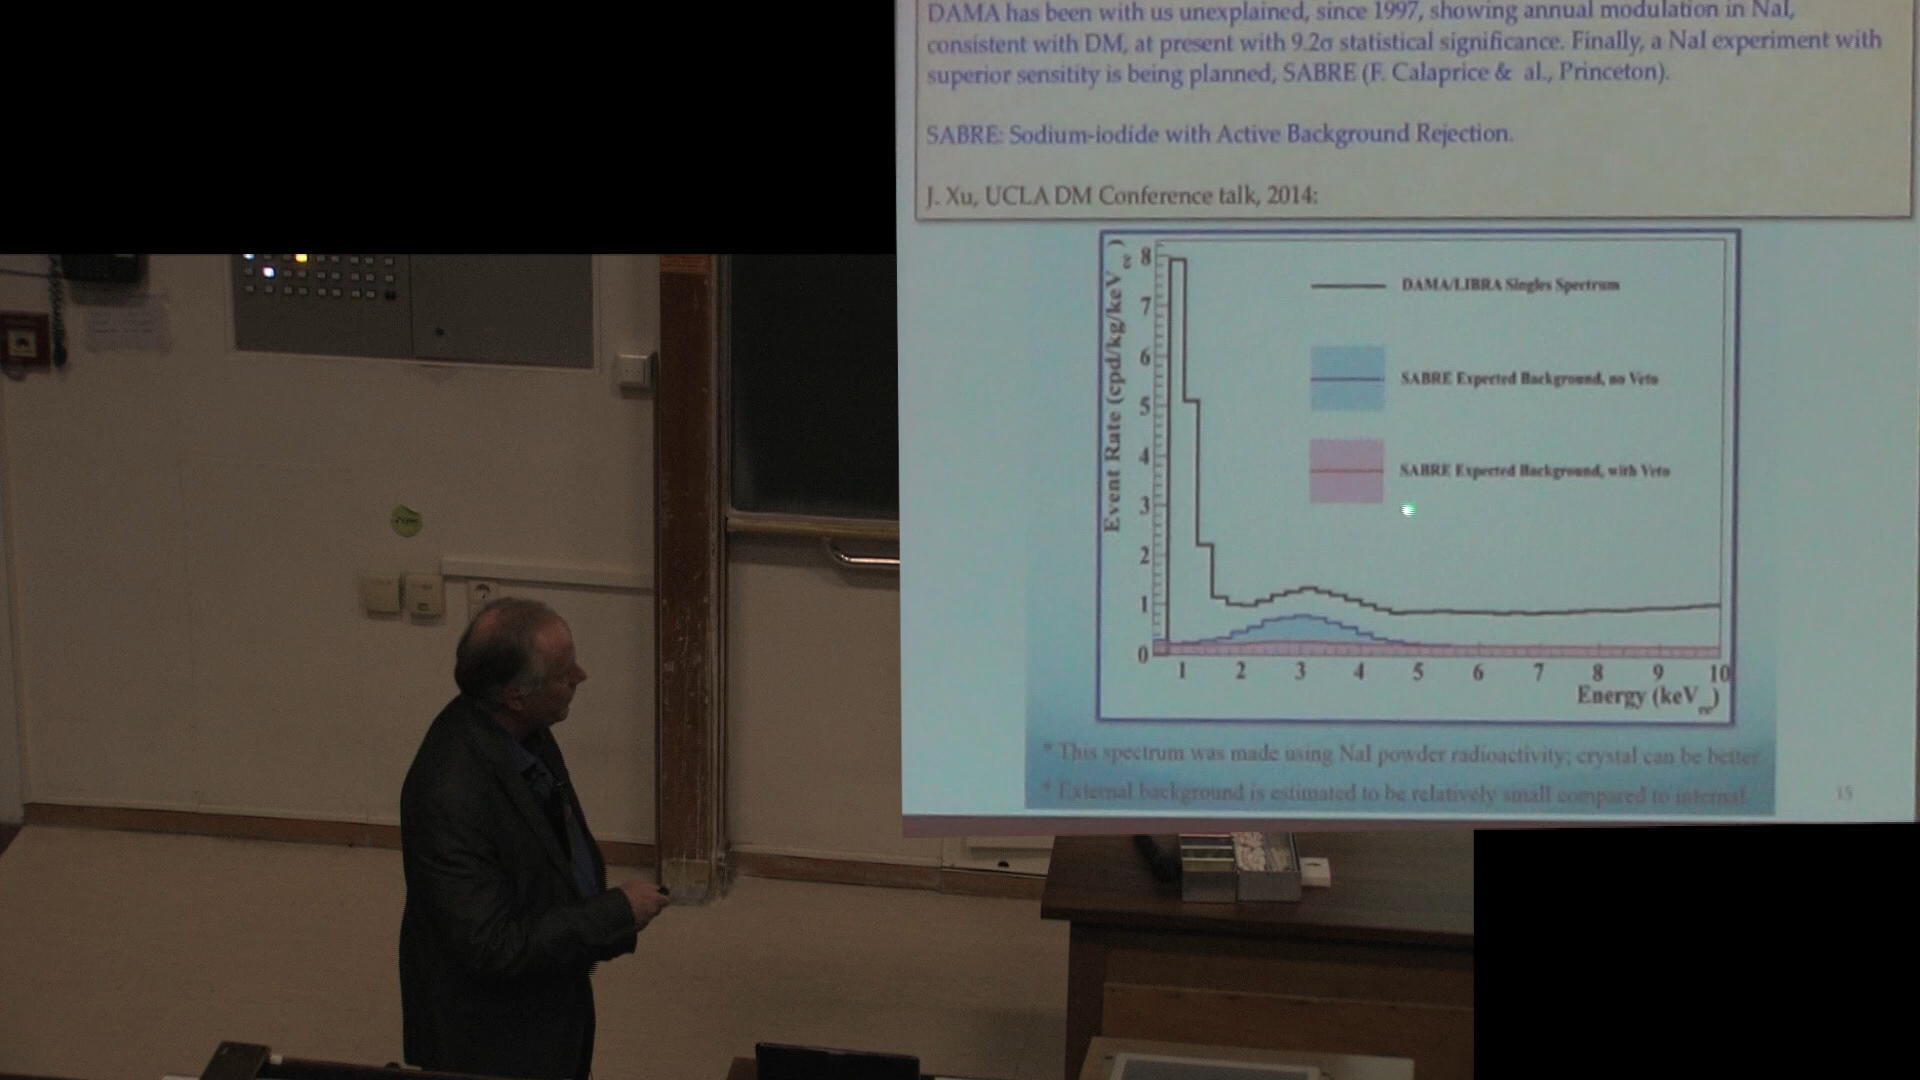 DAMA has been with us unexplained, since 1997, showing annual modulation in NaI,
consistent with DM, at present with 9.2σ statistical significance. Finally, a NaI experiment with
superior sensitity is being planned, SABRE (F. Calaprice & al., Princeton).
SABRE: Sodium-iodide with Active Background Rejection.
J. Xu, UCLA DM Conference talk, 2014:
Event Rate (cpd/kg/keVee)
8
7
6
5
4
3
2
1
0
DAMA/LIBRA Singles Spectrum
SABRE Expected Background, no Veto
SABRE Expected Background, with Veto
1 2 3 4 5 6 7 8 9 10
Energy (keVee)
* This spectrum was made using NaI powder radioactivity; crystal can be better
* External background is estimated to be relatively small compared to internal.
15